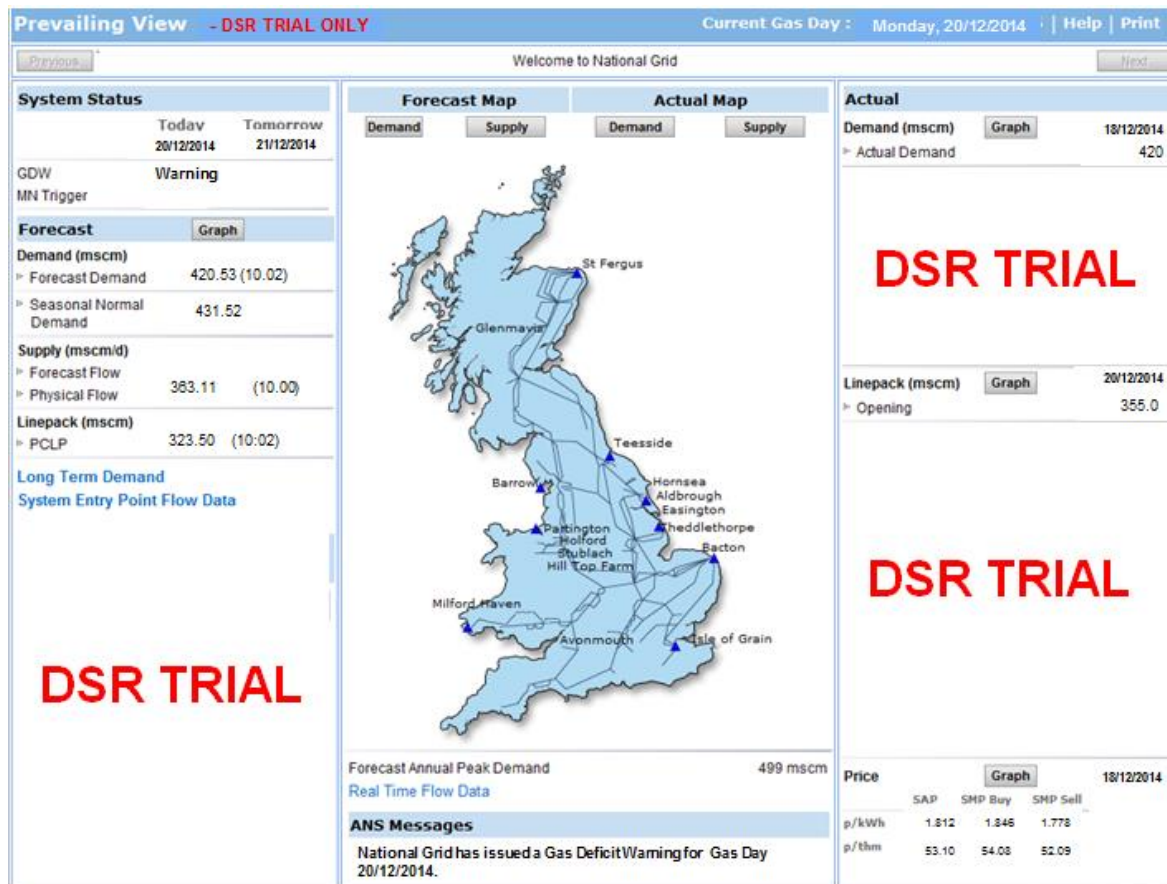 Prevailing View - DSR TRIAL ONLY Current Gas Day : Monday, 20/12/2014 | Help | Print
Previous Welcome to National Grid Next
System Status
Today Tomorrow
20/12/2014 21/12/2014
GDW Warning
MN Trigger
Forecast Graph
Demand (mscm)
Forecast Demand 420.53 (10.02)
Seasonal Normal 431.52
Demand
Supply (mscm/d)
Forecast Flow
Physical Flow 363.11 (10.00)
Linepack (mscm)
PCLP 323.50 (10:02)
Long Term Demand
System Entry Point Flow Data
DSR TRIAL
Forecast Map Actual Map
Demand Supply Demand Supply
St Fergus
Glenmavis
Teesside
Barrow
Hornsea
Aldbrough
Easington
Theddlethorpe
Partington
Holford
Stublach
Hill Top Farm
Bacton
Milford Haven
Avonmouth
Isle of Grain
Forecast Annual Peak Demand 499 mscm
Real Time Flow Data
ANS Messages
National Grid has issued a Gas Deficit Warning for Gas Day
20/12/2014.
Actual
Demand (mscm) Graph 18/12/2014
Actual Demand 420
DSR TRIAL
Linepack (mscm) Graph 20/12/2014
Opening 355.0
DSR TRIAL
Price Graph 18/12/2014
SAP SMP Buy SMP Sell
p/kWh 1.812 1.846 1.778
p/thm 53.10 54.08 52.09